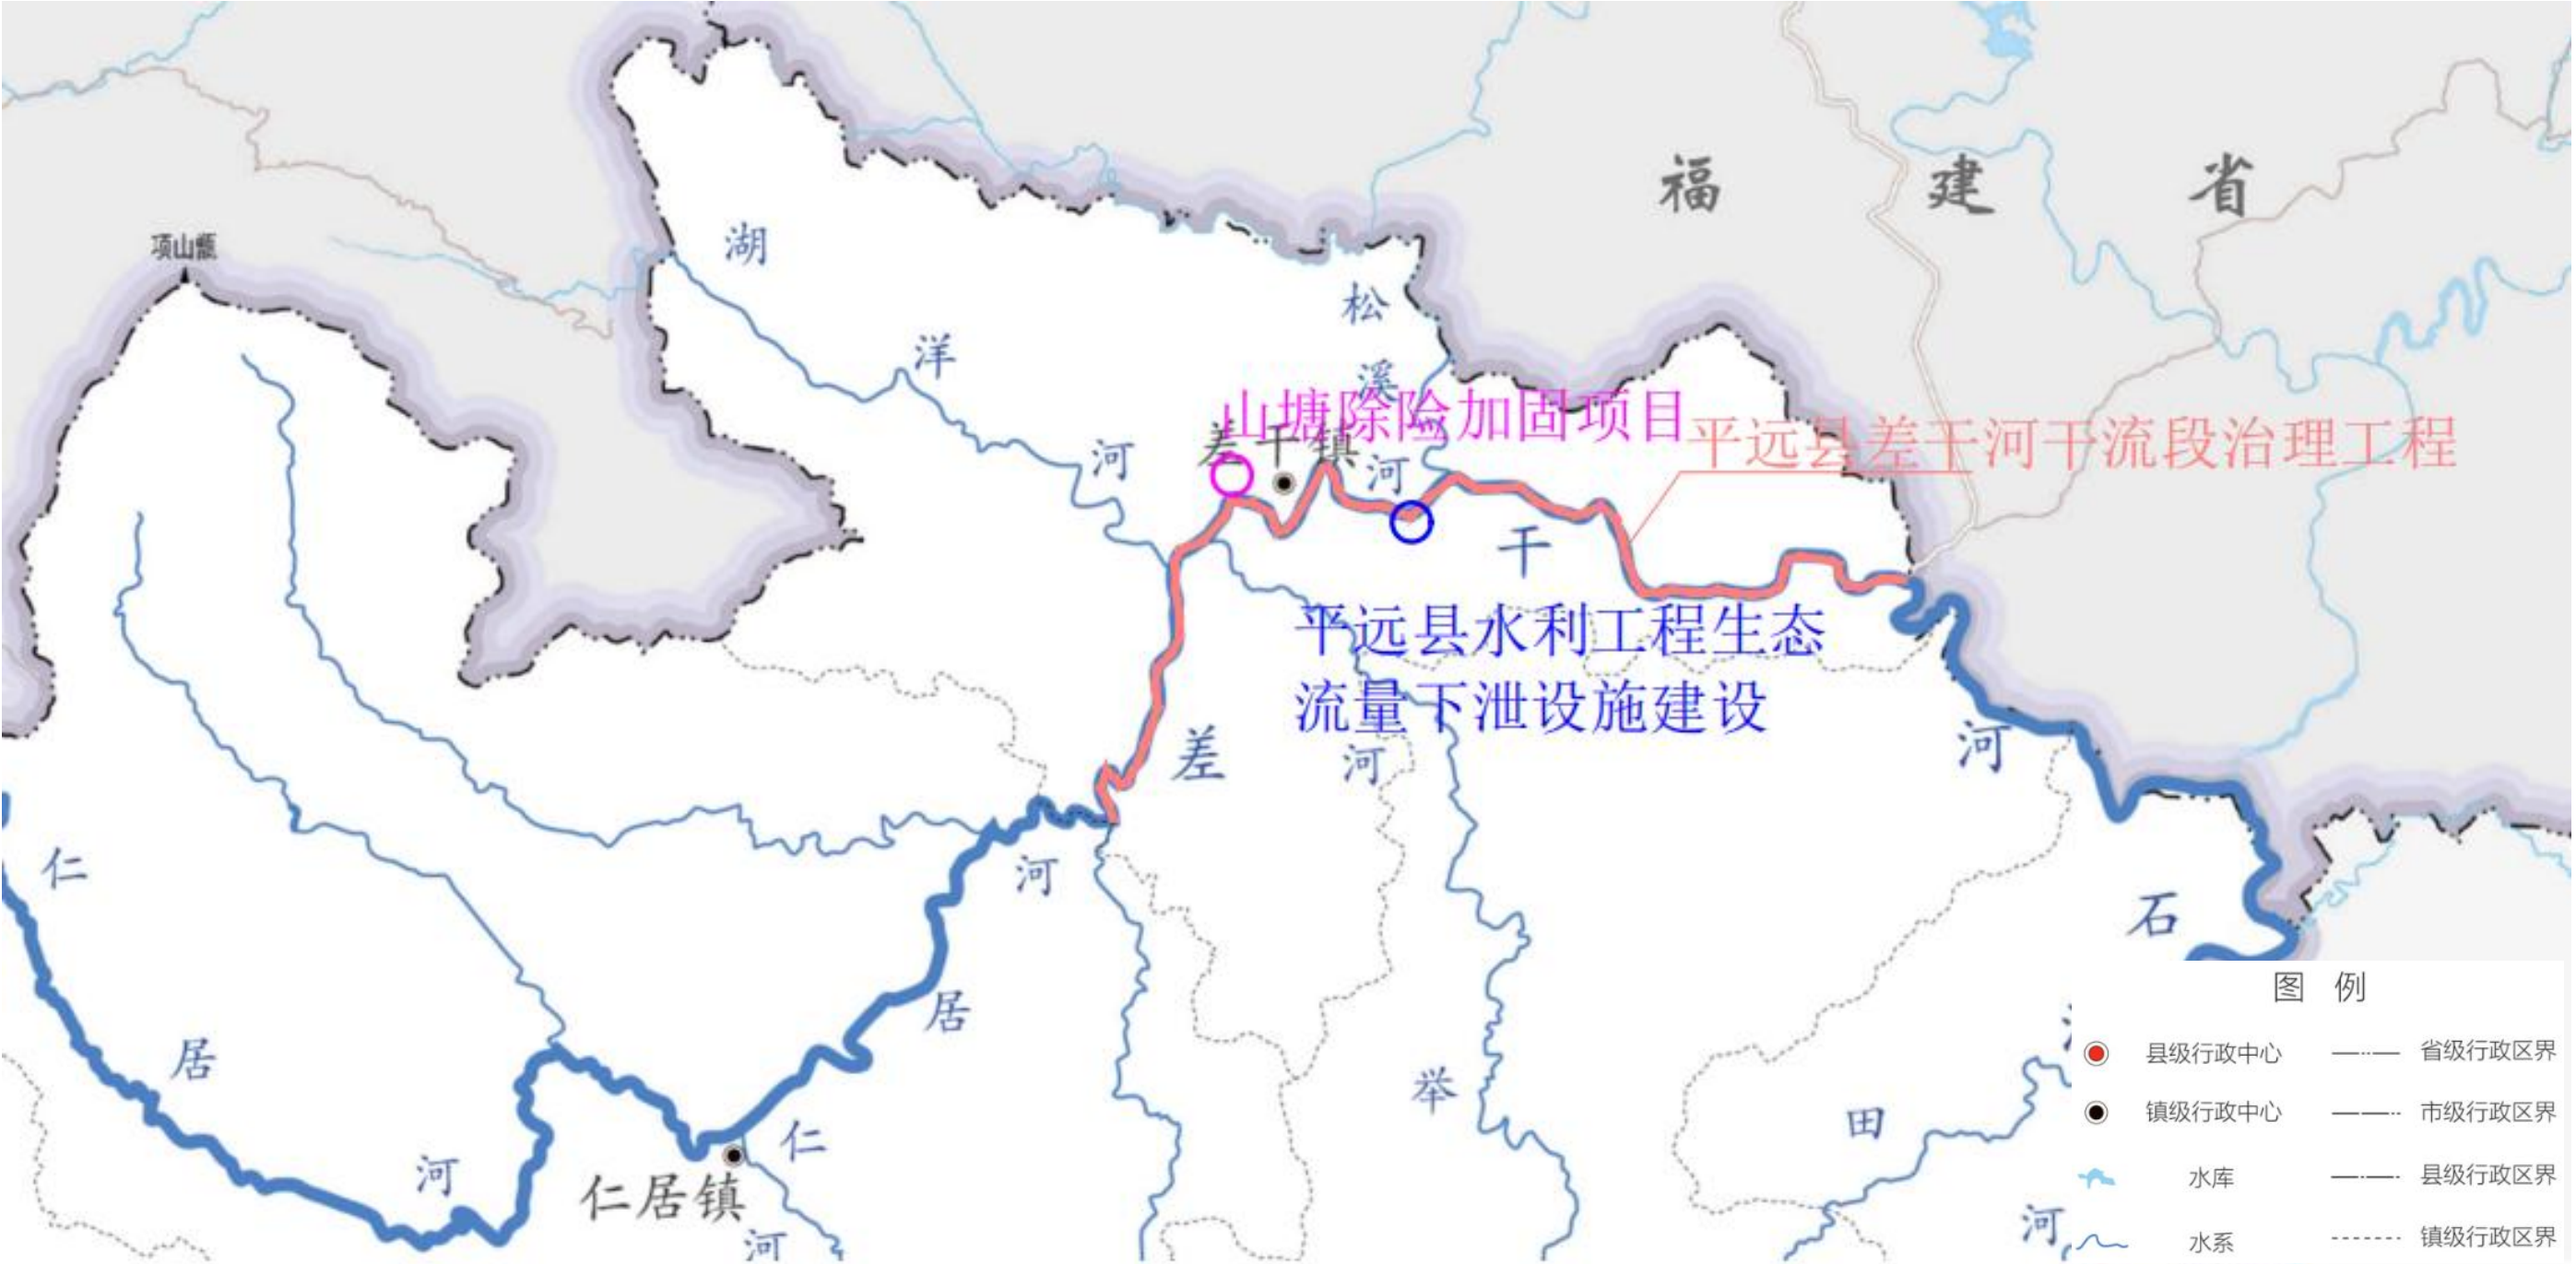 福 建 省
项山甑
湖 洋 河
松 溪 河
山塘除险加固项目
差干镇
平远县差干河干流段治理工程
平远县水利工程生态
流量下泄设施建设
差 干 河
河
仁 居 河
仁 居 河
仁居镇
河
举
石
田
河
图 例
县级行政中心 省级行政区界
镇级行政中心 市级行政区界
水库 县级行政区界
水系 镇级行政区界